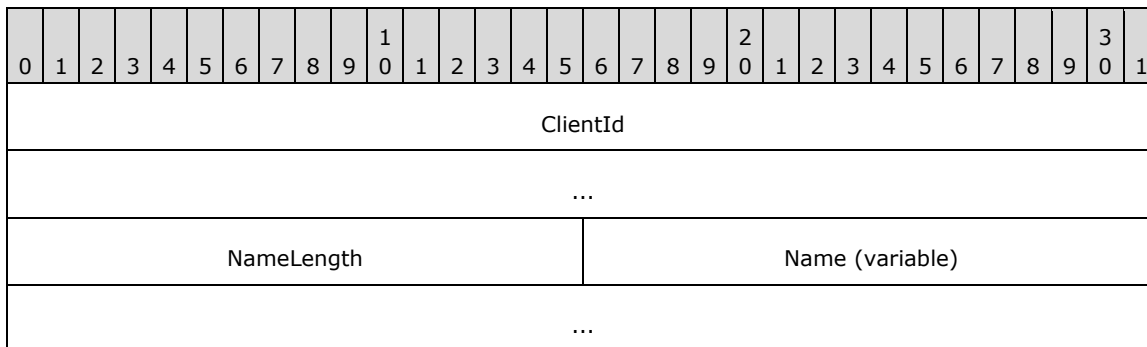 1 2 3
0 1 2 3 4 5 6 7 8 9 0 1 2 3 4 5 6 7 8 9 0 1 2 3 4 5 6 7 8 9 0 1
ClientId
...
NameLength Name (variable)
...